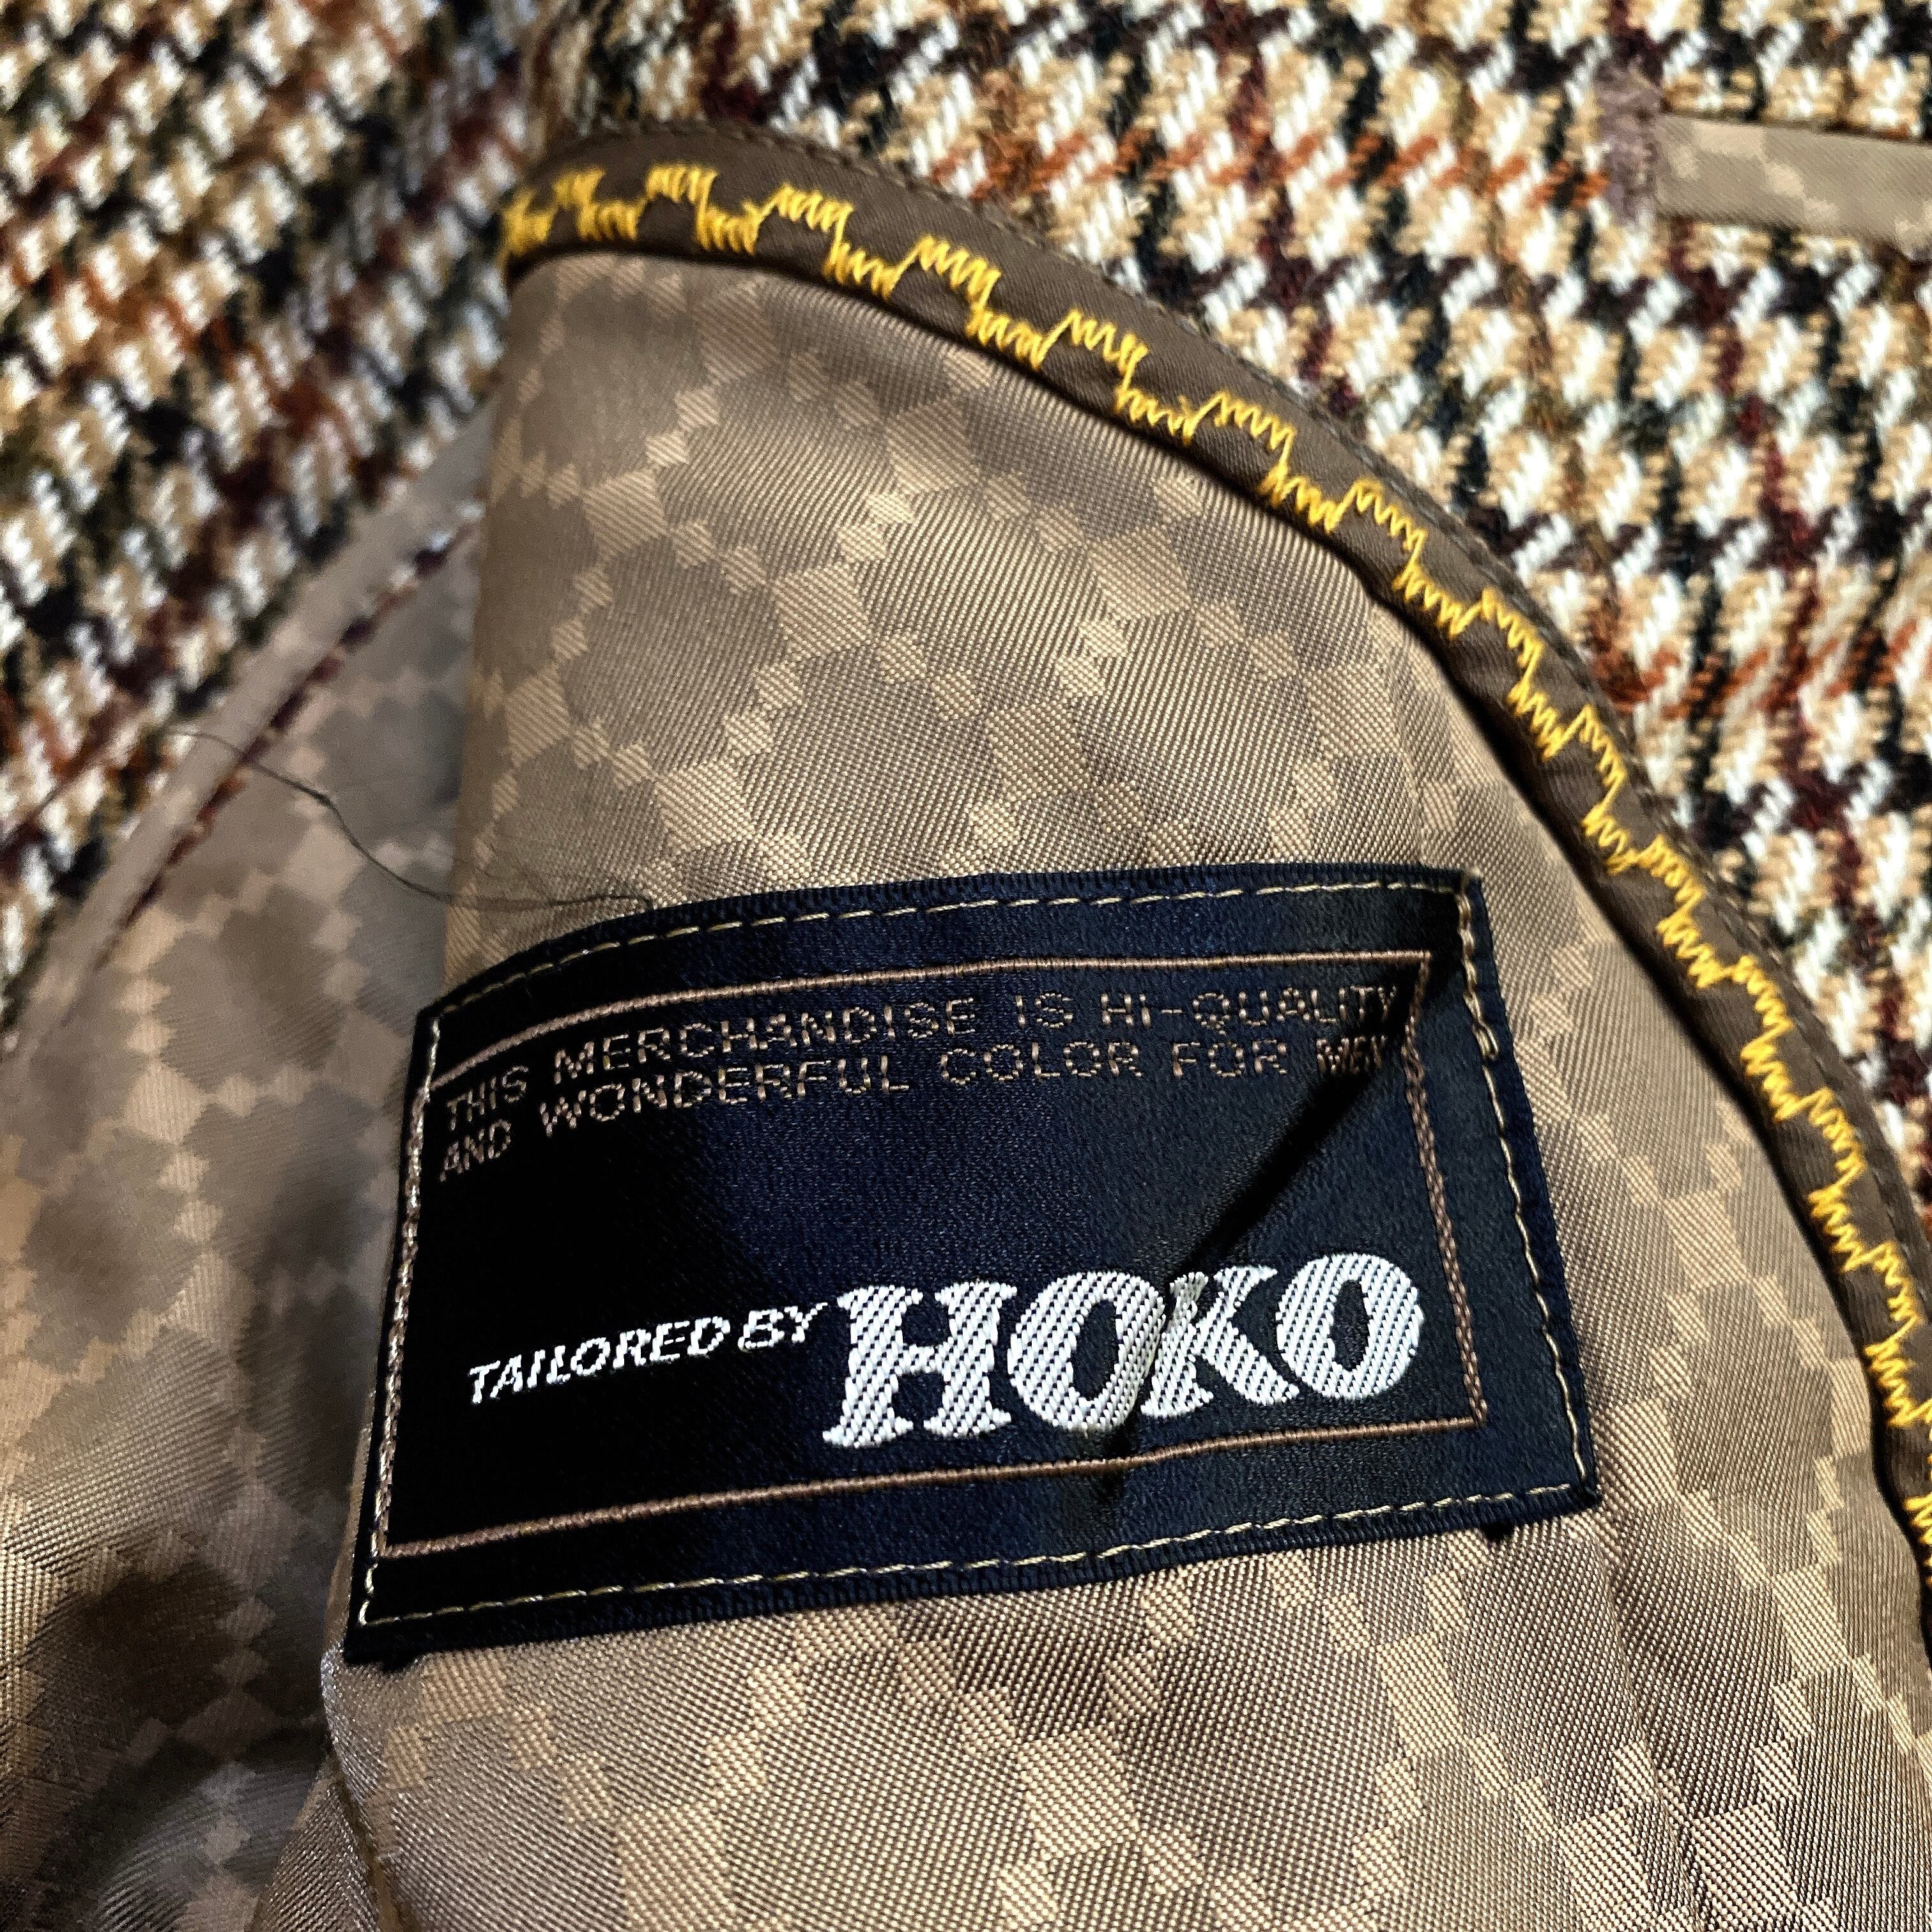 THIS MERCHANDISE IS Hi-QUALITY
AND WONDERFUL COLOR FOR MEN
TAILORED BY HOKO